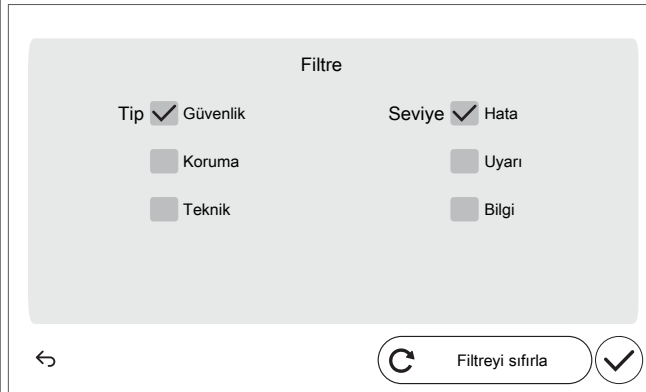 Filtre
Tip Güvenlik Seviye Hata
Koruma Uyarı
Teknik Bilgi
Filtreyi sıfırla